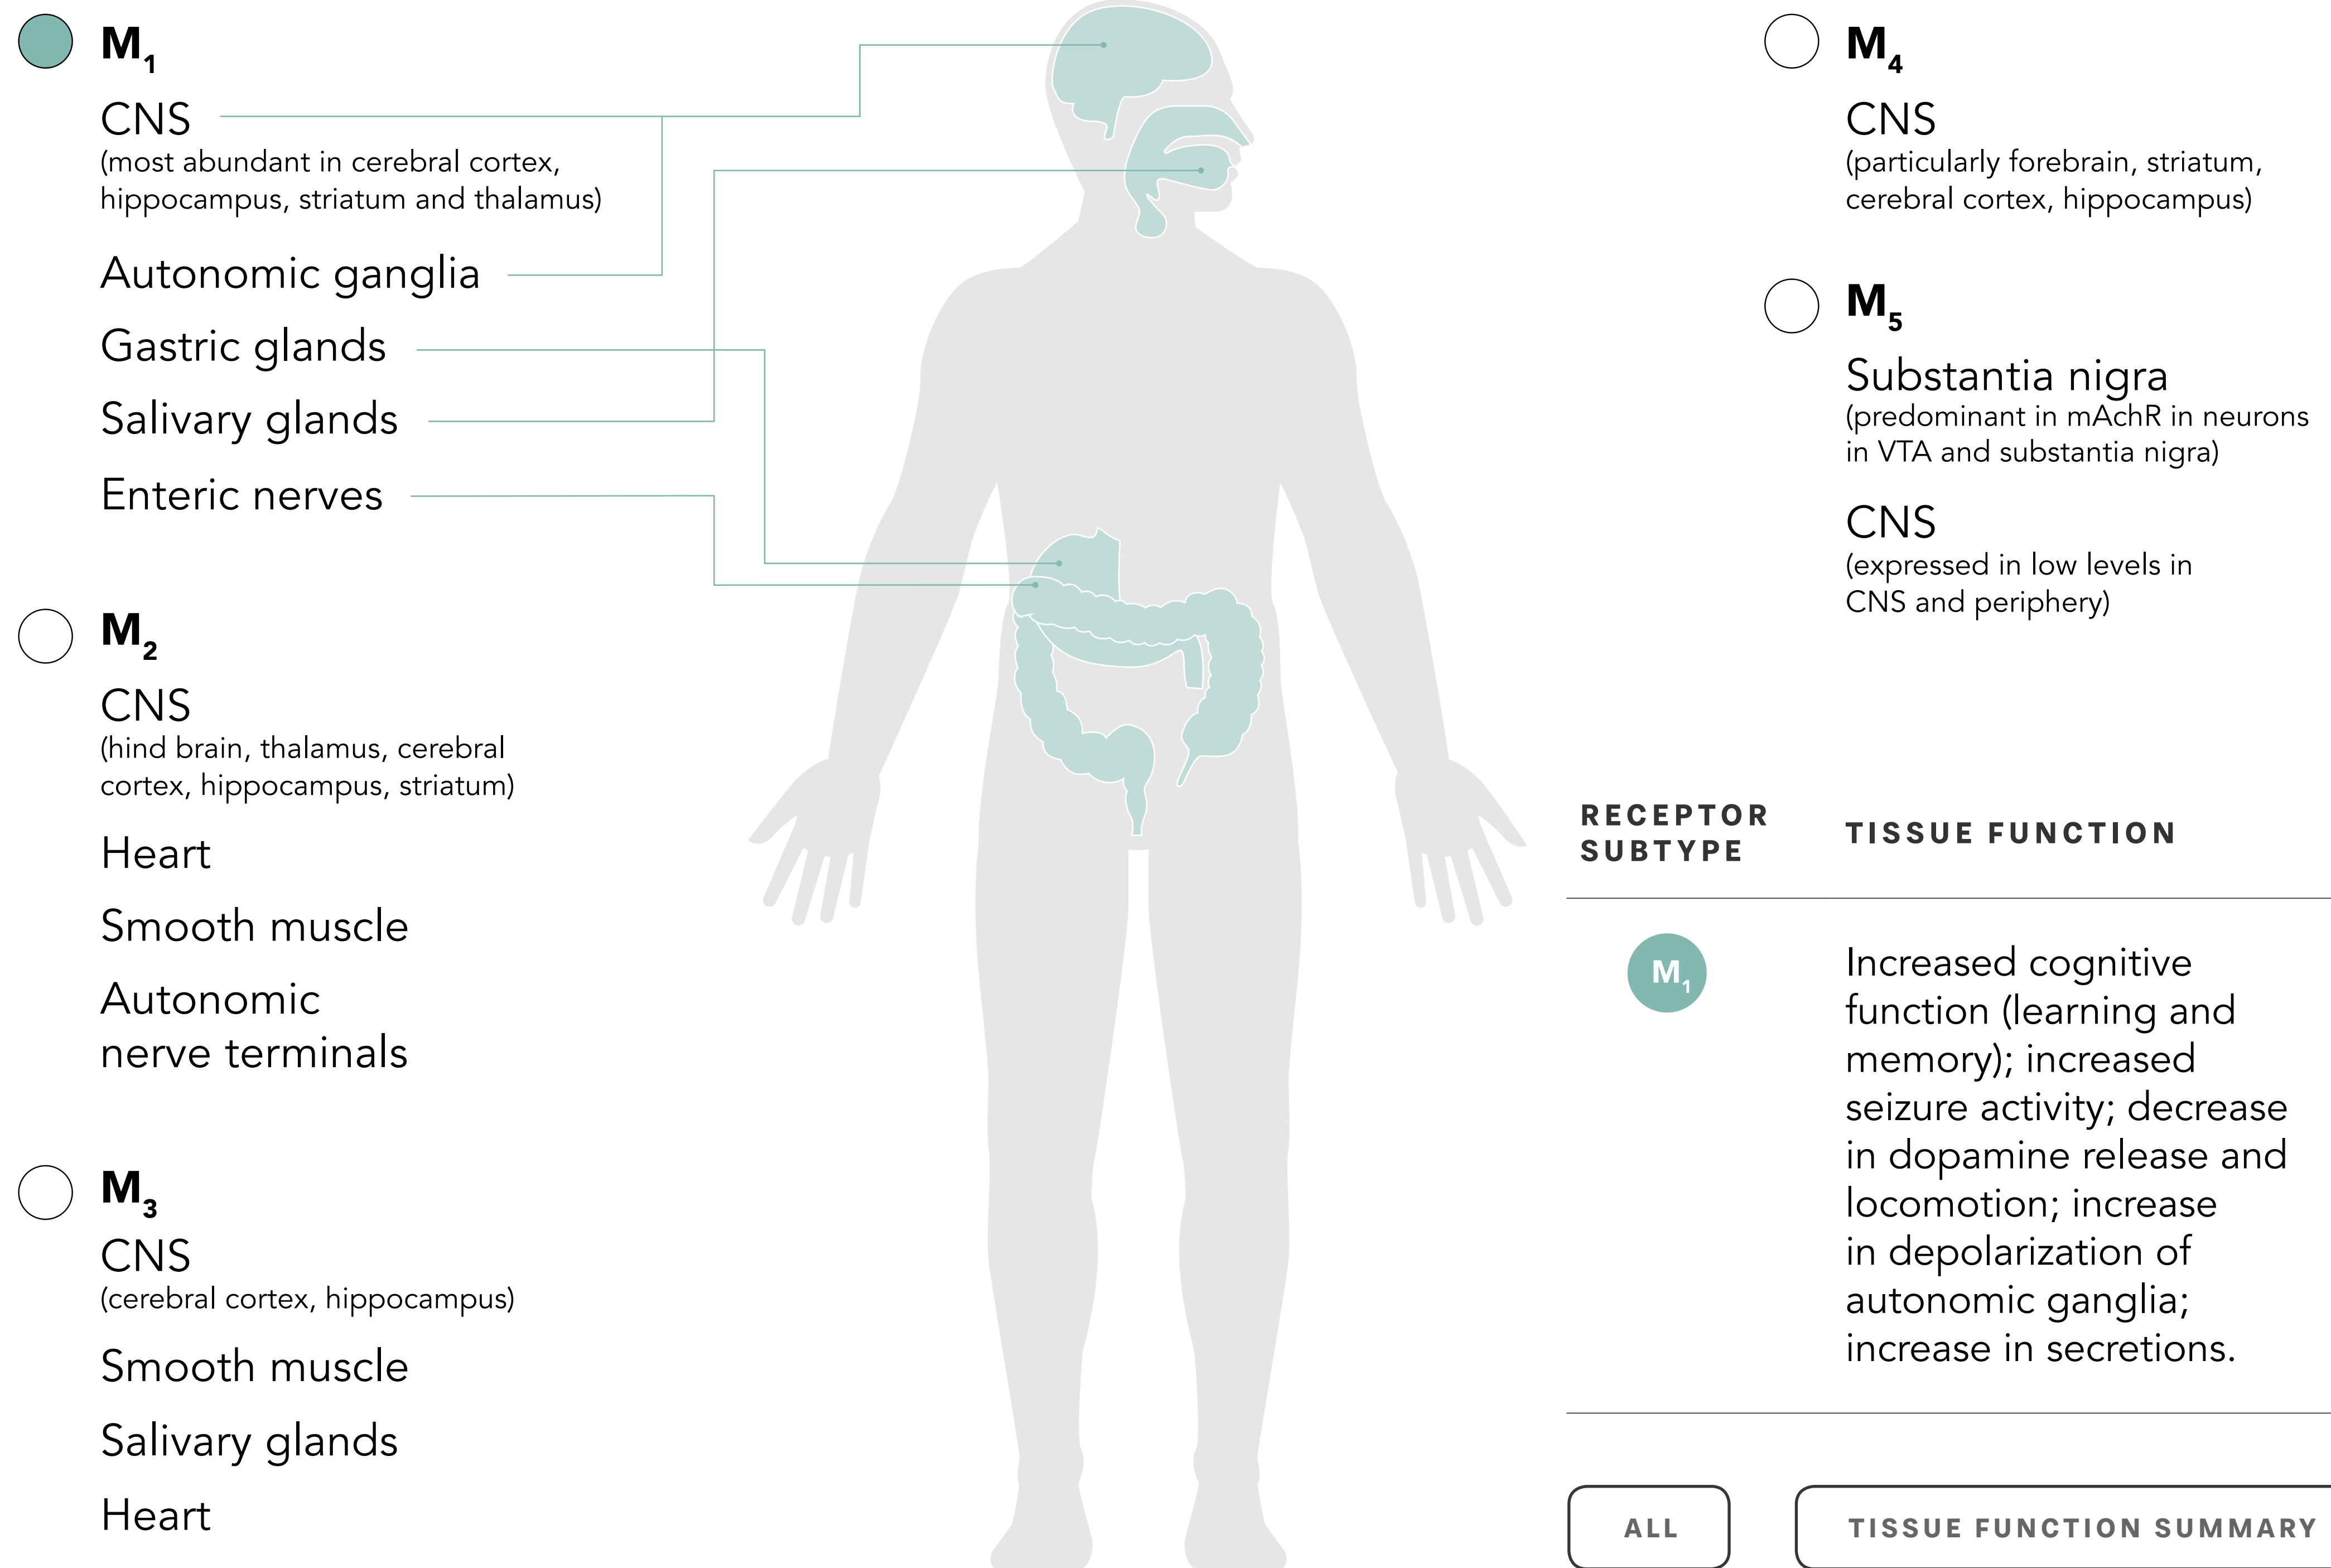 M₁
CNS
(most abundant in cerebral cortex,
hippocampus, striatum and thalamus)
Autonomic ganglia
Gastric glands
Salivary glands
Enteric nerves
M₂
CNS
(hind brain, thalamus, cerebral
cortex, hippocampus, striatum)
Heart
Smooth muscle
Autonomic
nerve terminals
M₃
CNS
(cerebral cortex, hippocampus)
Smooth muscle
Salivary glands
Heart
M₄
CNS
(particularly forebrain, striatum,
cerebral cortex, hippocampus)
M₅
Substantia nigra
(predominant in mAchR in neurons
in VTA and substantia nigra)
CNS
(expressed in low levels in
CNS and periphery)
RECEPTOR
SUBTYPE
TISSUE FUNCTION
M₁
Increased cognitive
function (learning and
memory); increased
seizure activity; decrease
in dopamine release and
locomotion; increase
in depolarization of
autonomic ganglia;
increase in secretions.
ALL
TISSUE FUNCTION SUMMARY